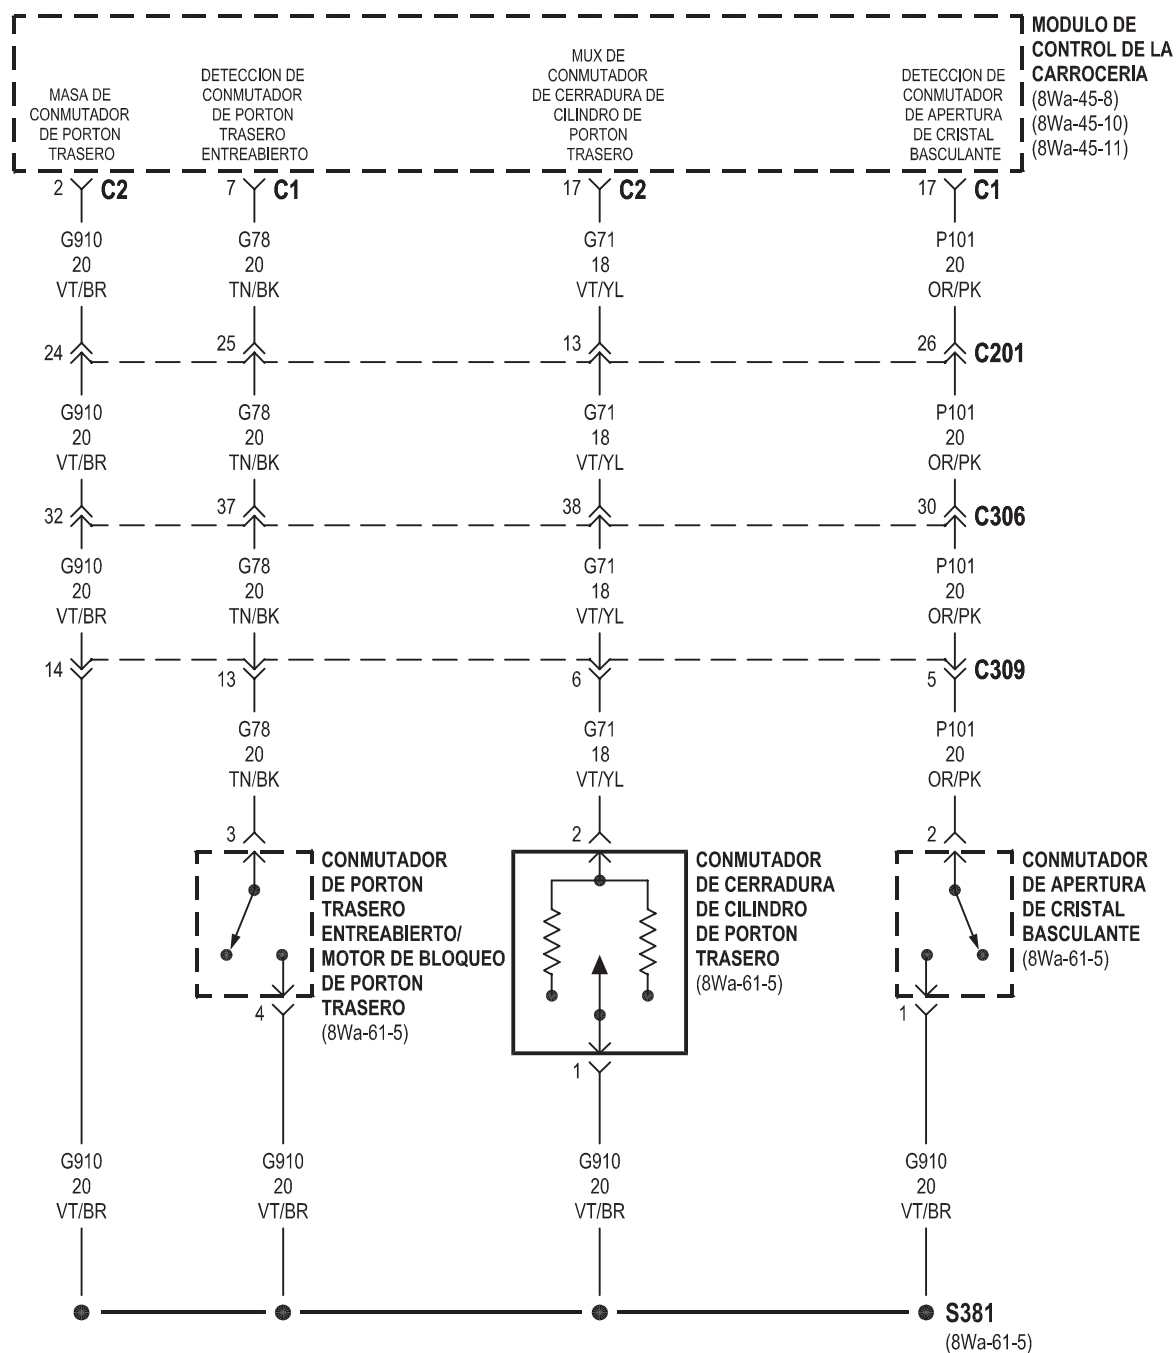 MODULO DE
CONTROL DE LA
CARROCERIA
(8Wa-45-8)
(8Wa-45-10)
(8Wa-45-11)
MASA DE
CONMUTADOR
DE PORTON
TRASERO
DETECCION DE
CONMUTADOR
DE PORTON
TRASERO
ENTREABIERTO
MUX DE
CONMUTADOR
DE CERRADURA DE
CILINDRO DE
PORTON
TRASERO
DETECCION DE
CONMUTADOR
DE APERTURA
DE CRISTAL
BASCULANTE
2 C2 7 C1 17 C2 17 C1
G910 G78 G71 P101
20 20 18 20
VT/BR TN/BK VT/YL OR/PK
24 25 13 26 C201
G910 G78 G71 P101
20 20 18 20
VT/BR TN/BK VT/YL OR/PK
32 37 38 30 C306
G910 G78 G71 P101
20 20 18 20
VT/BR TN/BK VT/YL OR/PK
14 13 6 5 C309
G78 G71 P101
20 18 20
TN/BK VT/YL OR/PK
3 2 2
CONMUTADOR
DE PORTON
TRASERO
ENTREABIERTO/
MOTOR DE BLOQUEO
DE PORTON
TRASERO
(8Wa-61-5)
CONMUTADOR
DE CERRADURA
DE CILINDRO
DE PORTON
TRASERO
(8Wa-61-5)
CONMUTADOR
DE APERTURA
DE CRISTAL
BASCULANTE
(8Wa-61-5)
4 1 1
G910 G910 G910 G910
20 20 20 20
VT/BR VT/BR VT/BR VT/BR
S381
(8Wa-61-5)